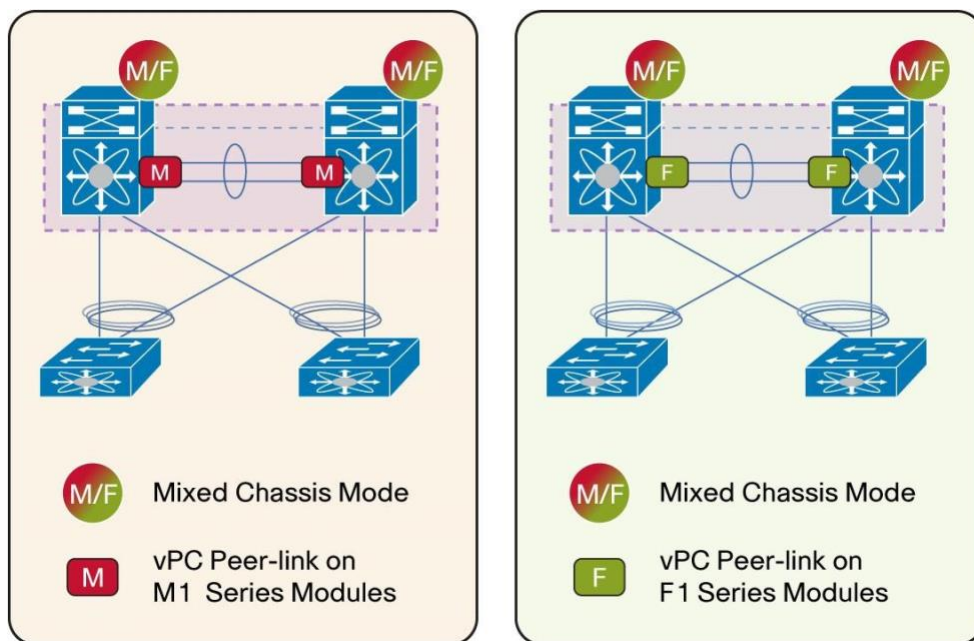 M/F
M/F
M
M
M/F
Mixed Chassis Mode
M
vPC Peer-link on
M1 Series Modules
M/F
M/F
F
F
M/F
Mixed Chassis Mode
F
vPC Peer-link on
F1 Series Modules